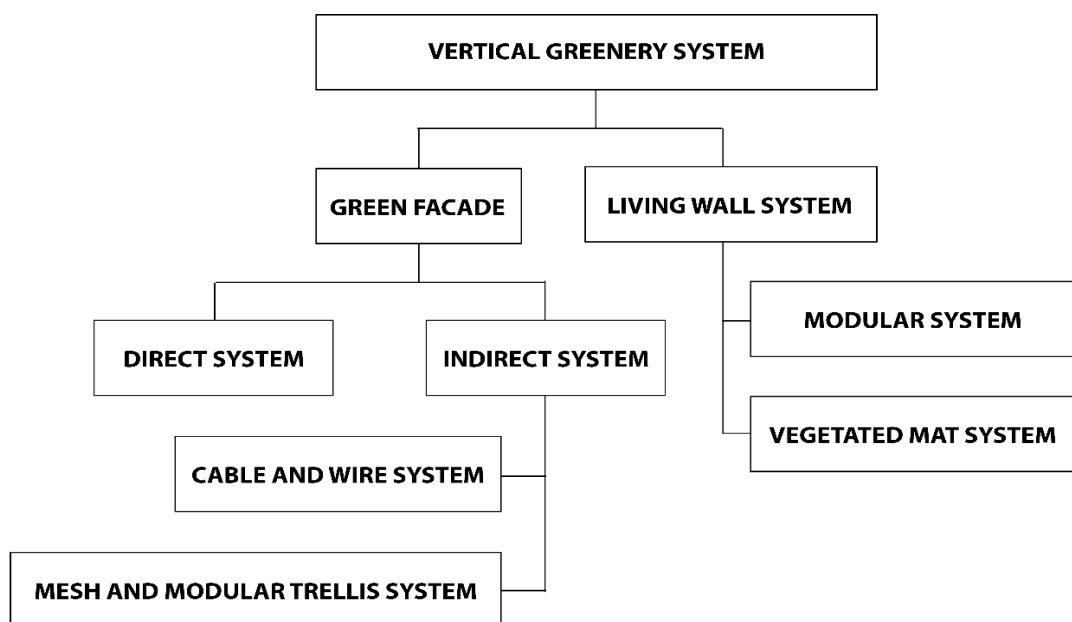 VERTICAL GREENERY SYSTEM
GREEN FACADE
LIVING WALL SYSTEM
MODULAR SYSTEM
DIRECT SYSTEM
INDIRECT SYSTEM
VEGETATED MAT SYSTEM
CABLE AND WIRE SYSTEM
MESH AND MODULAR TRELLIS SYSTEM